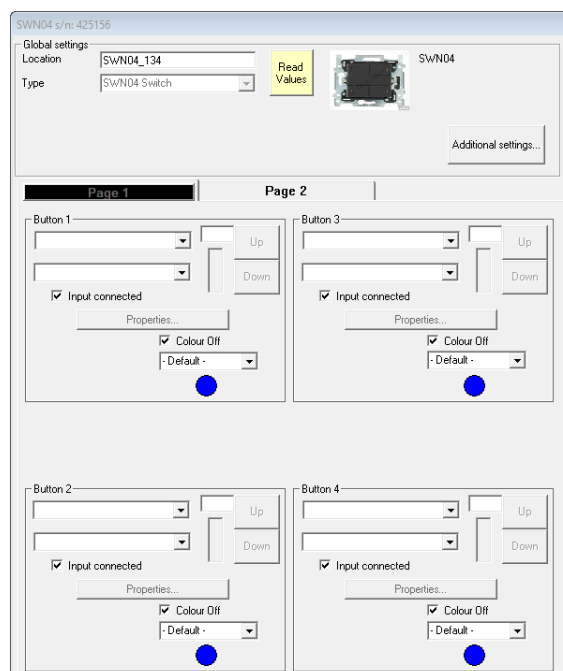 SWN04 s/n: 425156
Global settings
Location SWN04_134 Read Values SWN04
Type SWN04 Switch
Additional settings...
Page 1 Page 2
Button 1 Button 3
Up Up
Down Down
Input connected Input connected
Properties... Properties...
Colour Off Colour Off
- Default - - Default -
Button 2 Button 4
Up Up
Down Down
Input connected Input connected
Properties... Properties...
Colour Off Colour Off
- Default - - Default -